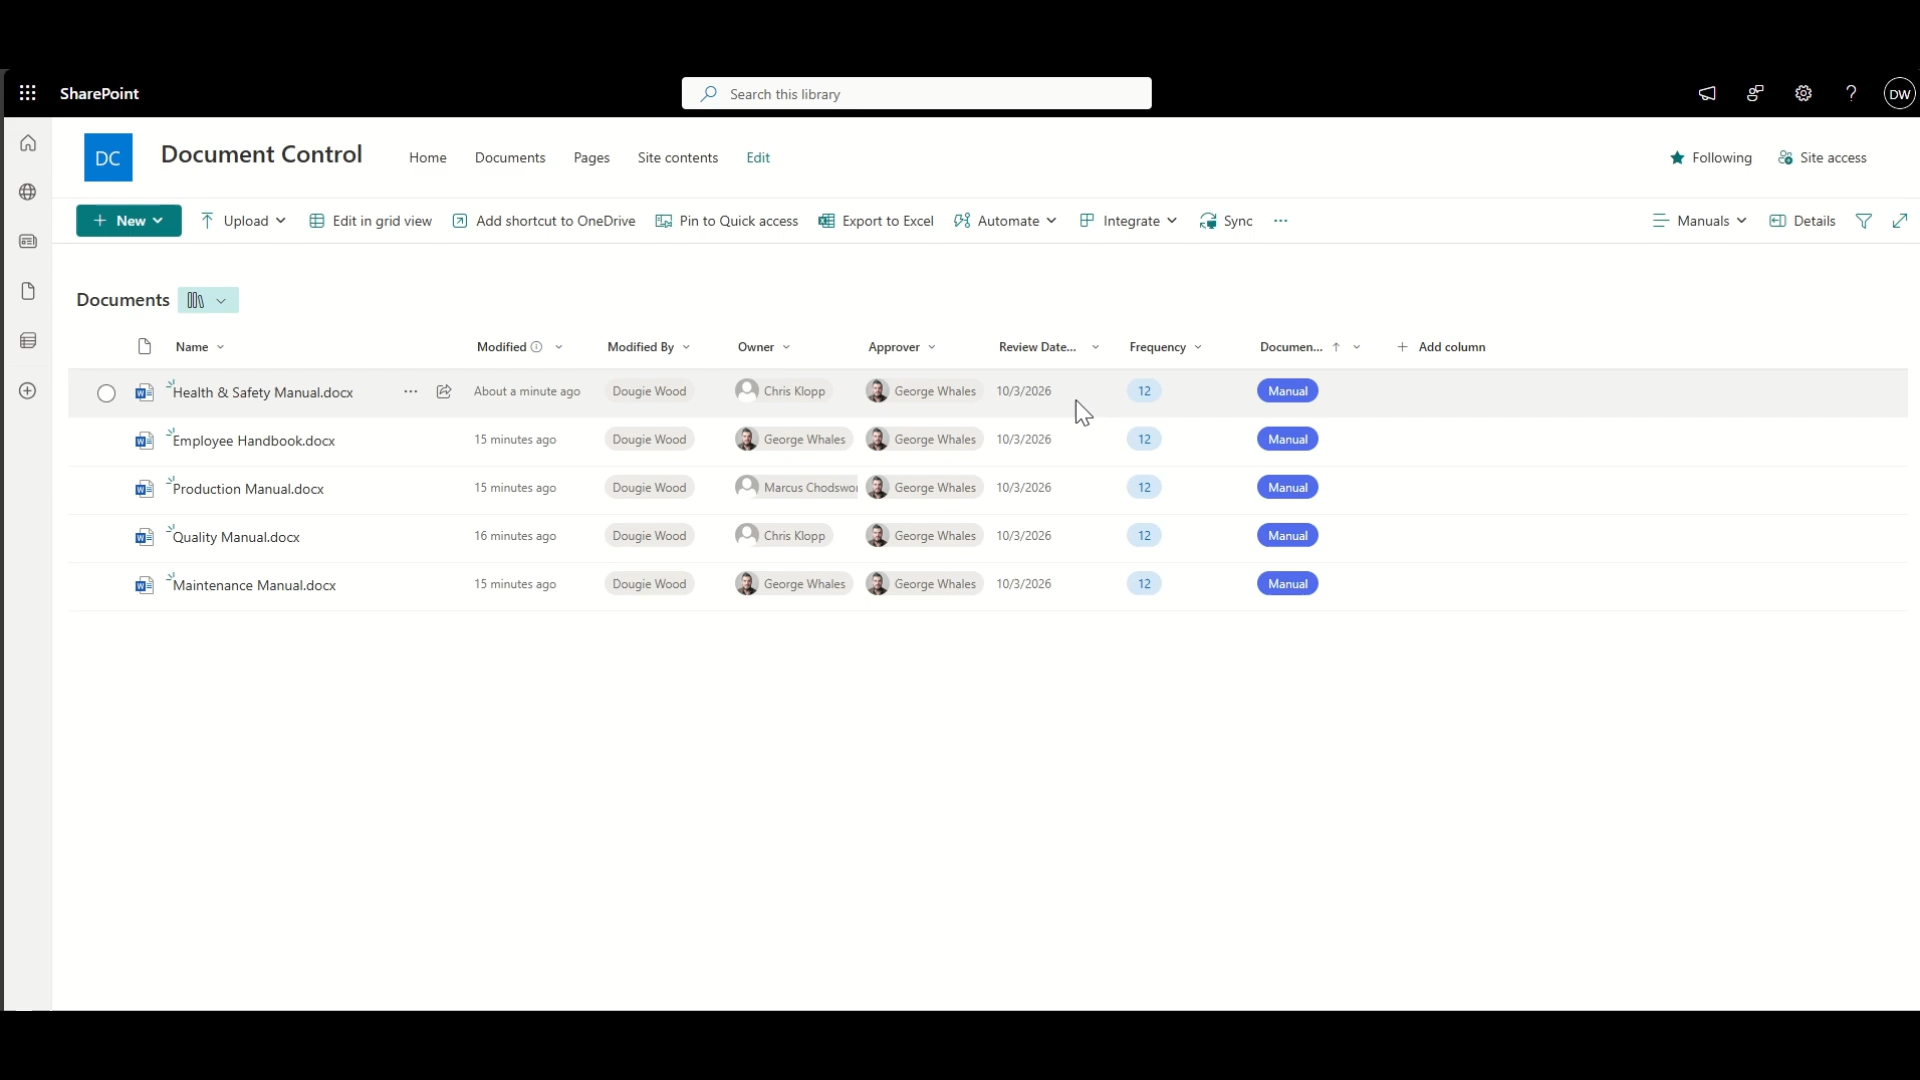 SharePoint
Search this library
DW
DC
Document Control
Home
Documents
Pages
Site contents
Edit
Following
Site access
New
Upload
Edit in grid view
Add shortcut to OneDrive
Pin to Quick access
Export to Excel
Automate
Integrate
Sync
Manuals
Details
Documents
Name Modified Modified By Owner Approver Review Date... Frequency Documen... Add column
Health & Safety Manual.docx About a minute ago Dougie Wood Chris Klopp George Whales 10/3/2026 12 Manual
Employee Handbook.docx 15 minutes ago Dougie Wood George Whales George Whales 10/3/2026 12 Manual
Production Manual.docx 15 minutes ago Dougie Wood Marcus Chodswor George Whales 10/3/2026 12 Manual
Quality Manual.docx 16 minutes ago Dougie Wood Chris Klopp George Whales 10/3/2026 12 Manual
Maintenance Manual.docx 15 minutes ago Dougie Wood George Whales George Whales 10/3/2026 12 Manual